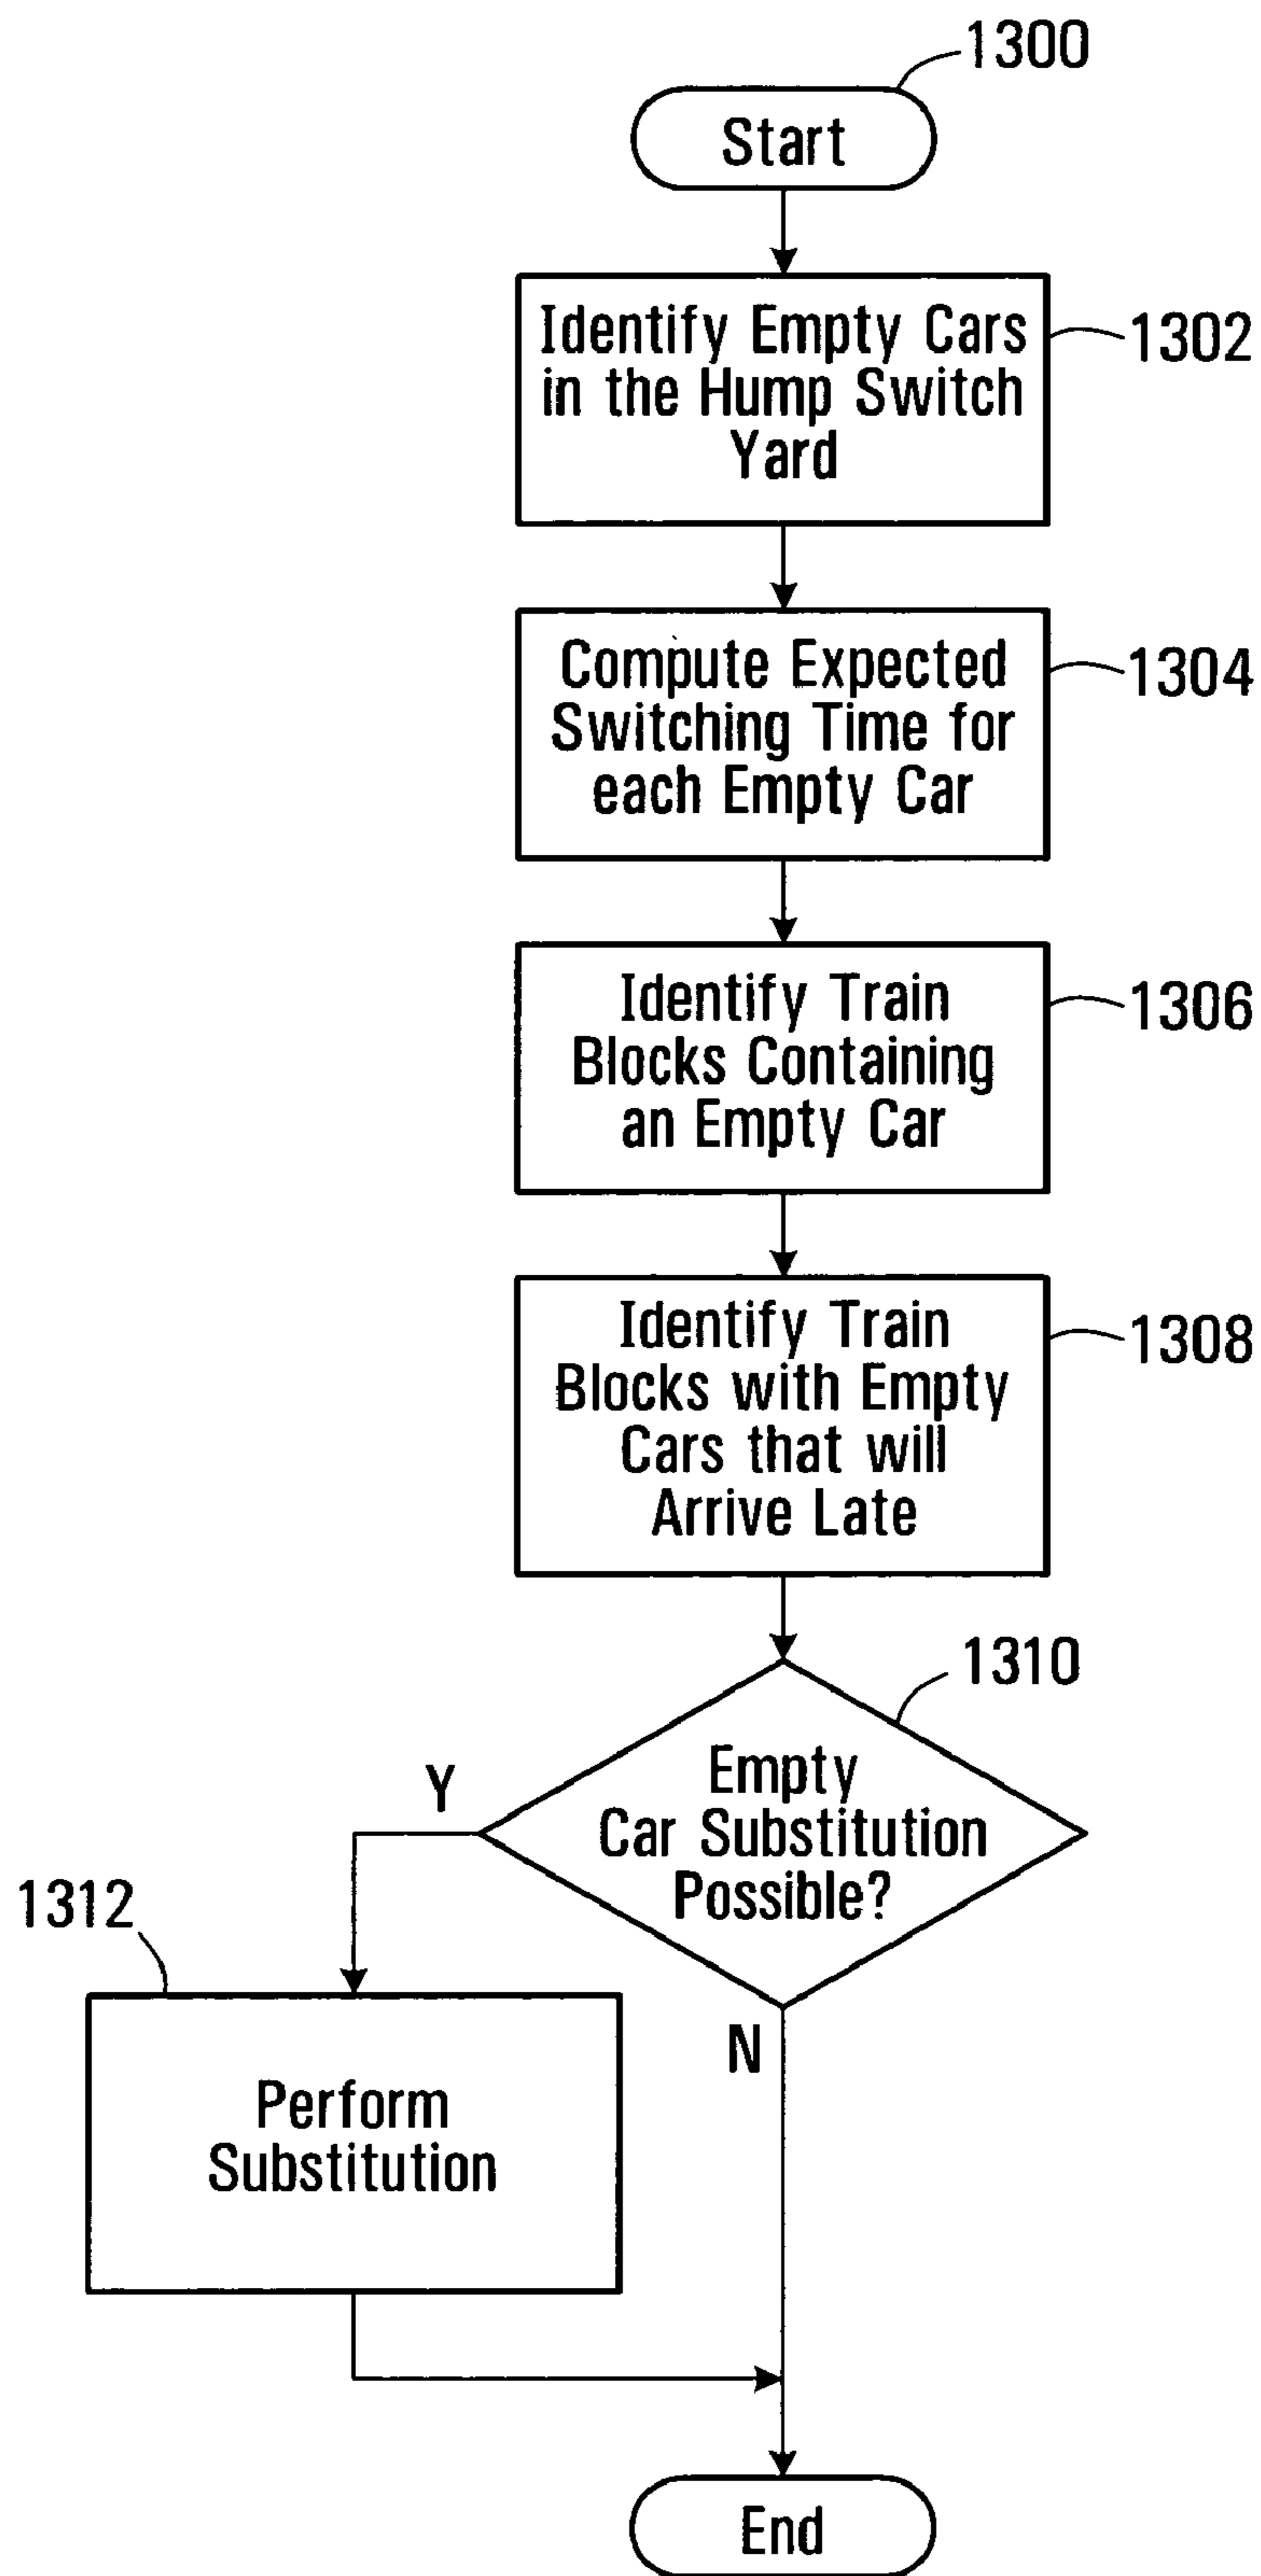 1300
Start
Identify Empty Cars
in the Hump Switch
Yard
1302
Compute Expected
Switching Time for
each Empty Car
1304
Identify Train
Blocks Containing
an Empty Car
1306
Identify Train
Blocks with Empty
Cars that will
Arrive Late
1308
1310
Empty
Car Substitution
Possible?
Y
N
1312
Perform
Substitution
End